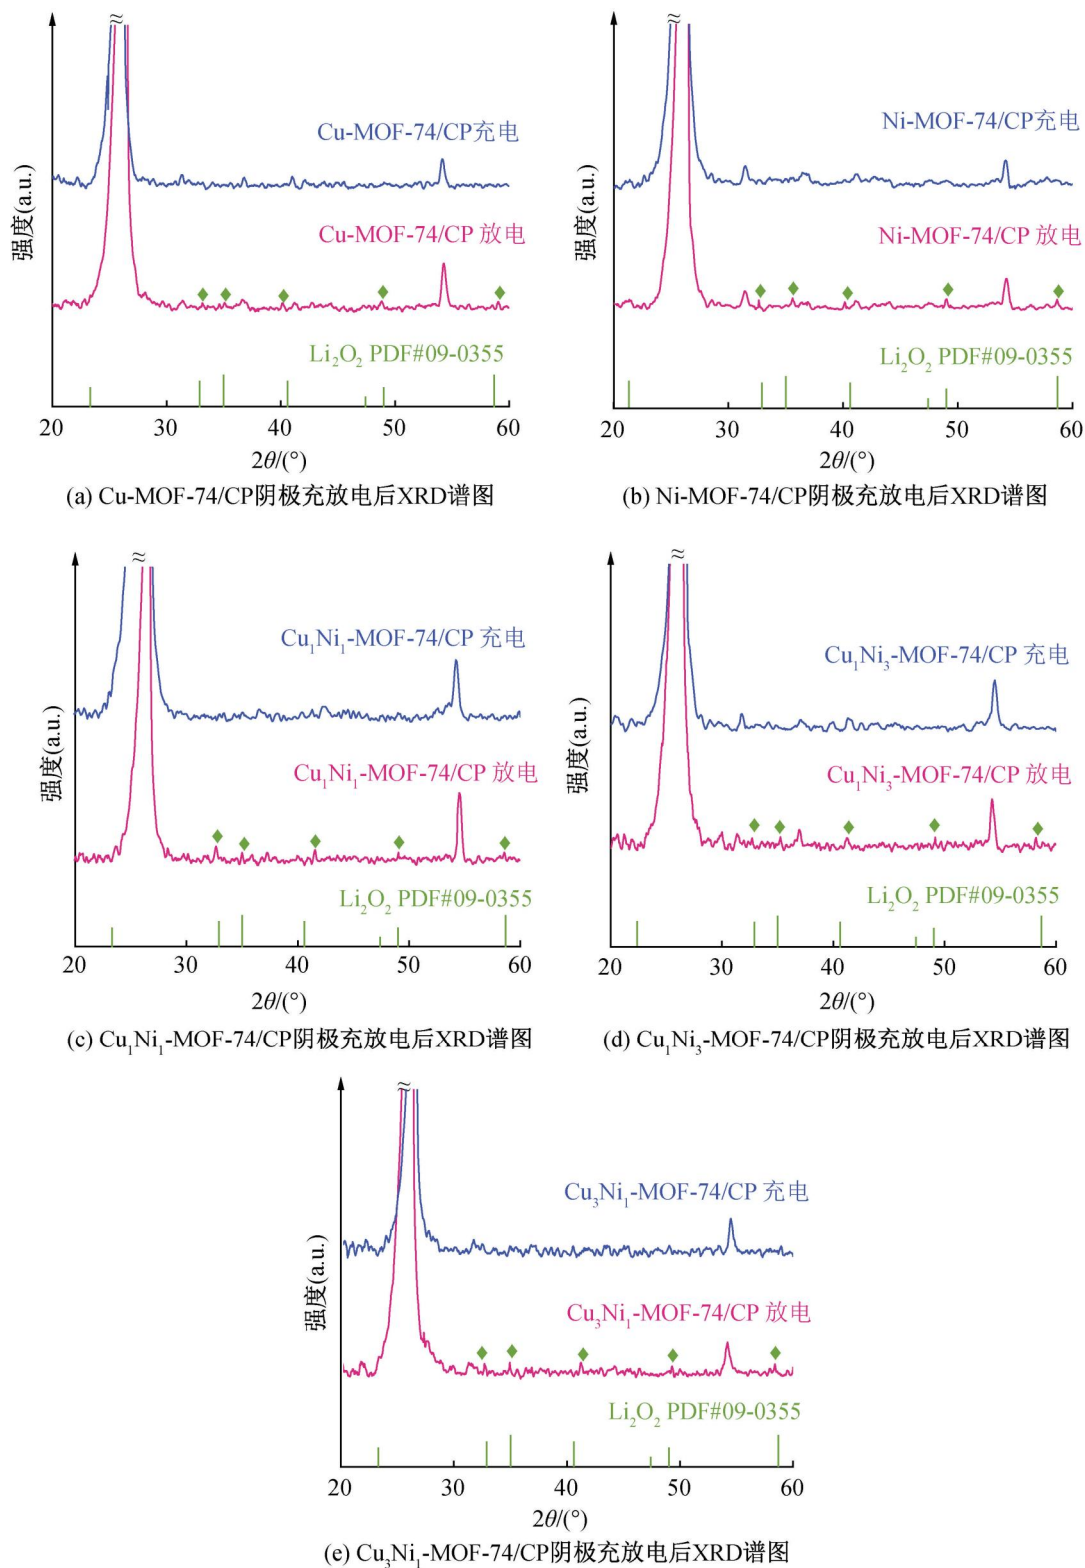 ≈ ≈
Cu-MOF-74/CP充电
Ni-MOF-74/CP充电
强度(a.u.)
Cu-MOF-74/CP 放电
强度(a.u.)
Ni-MOF-74/CP 放电
Li₂O₂ PDF#09-0355
Li₂O₂ PDF#09-0355
20 30 40 50 60
20 30 40 50 60
2θ/(°)
2θ/(°)
(a) Cu-MOF-74/CP阴极充放电后XRD谱图
(b) Ni-MOF-74/CP阴极充放电后XRD谱图
≈ ≈
Cu₁Ni₁-MOF-74/CP 充电
Cu₁Ni₃-MOF-74/CP 充电
强度(a.u.)
Cu₁Ni₁-MOF-74/CP 放电
强度(a.u.)
Cu₁Ni₃-MOF-74/CP 放电
Li₂O₂ PDF#09-0355
Li₂O₂ PDF#09-0355
20 30 40 50 60
20 30 40 50 60
2θ/(°)
2θ/(°)
(c) Cu₁Ni₁-MOF-74/CP阴极充放电后XRD谱图
(d) Cu₁Ni₃-MOF-74/CP阴极充放电后XRD谱图
≈
Cu₃Ni₁-MOF-74/CP 充电
强度(a.u.)
Cu₃Ni₁-MOF-74/CP 放电
Li₂O₂ PDF#09-0355
20 30 40 50 60
2θ/(°)
(e) Cu₃Ni₁-MOF-74/CP阴极充放电后XRD谱图